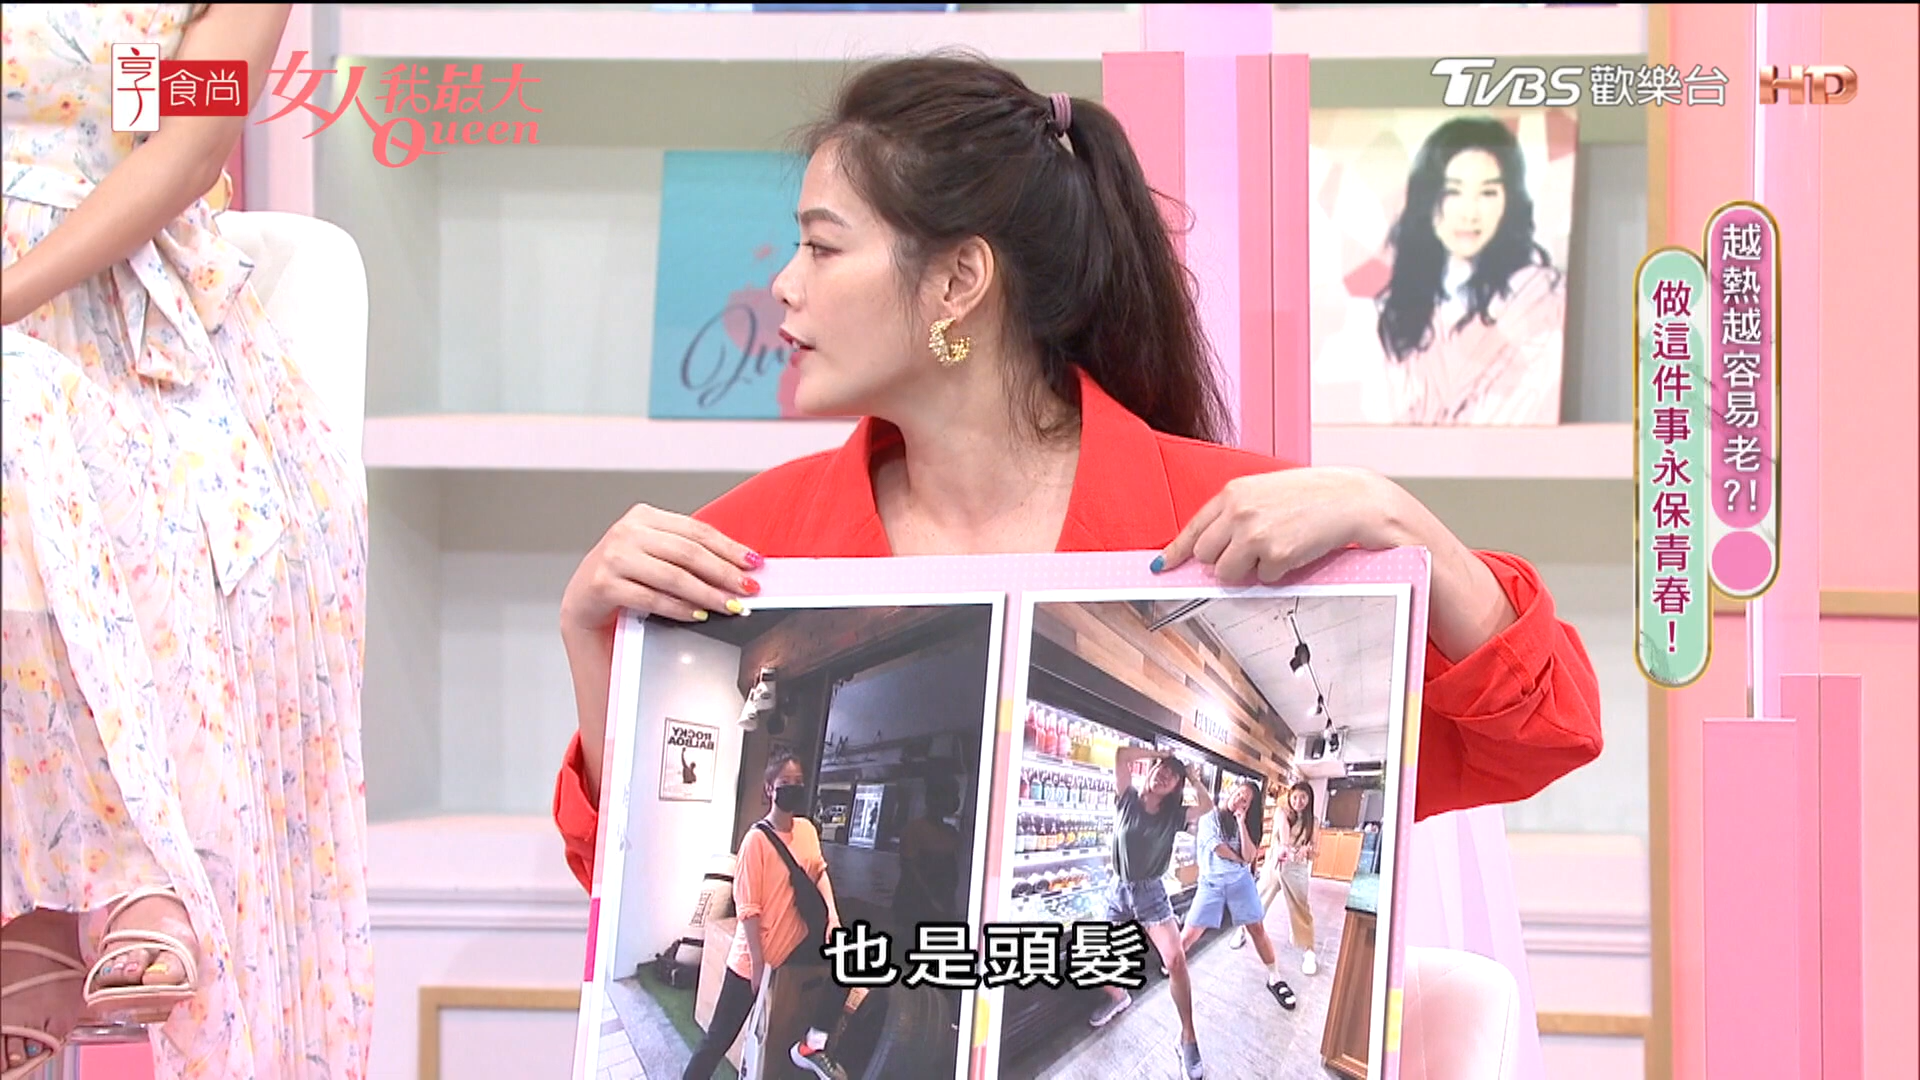 享
食尚
女人我最大
Queen
TVBS歡樂台 HD
越熱越容易老?!
做這件事永保青春！
Qu
ROCKY
BALBOA
也是頭髮